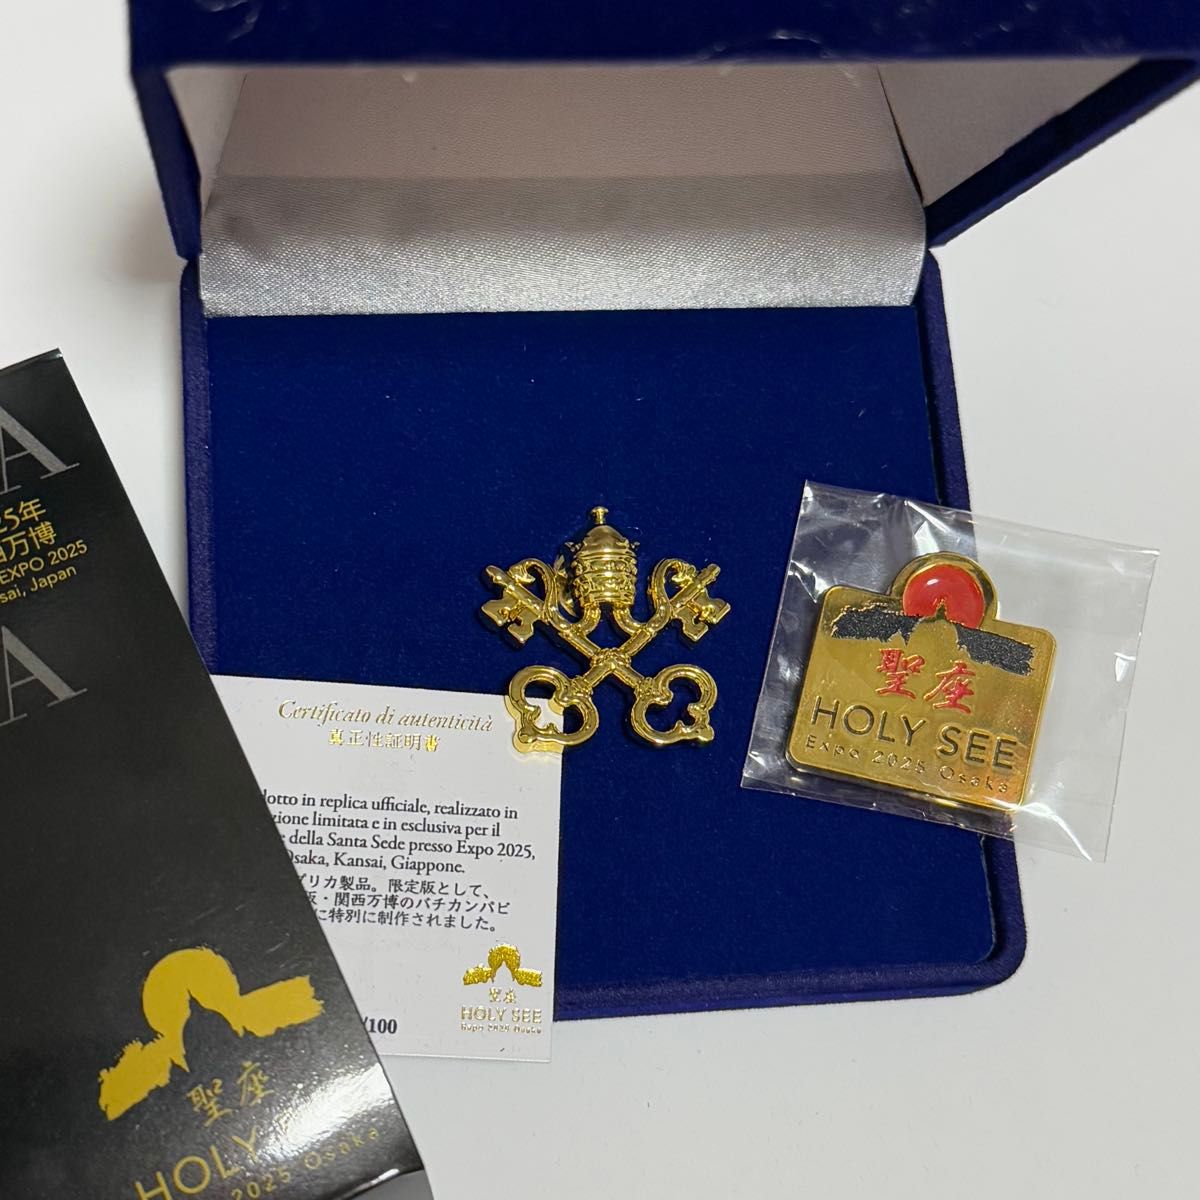 A
25年
西万博
EXPO 2025
sai, Japan
A
聖座
HOLY
2025 Osaka
Certificato di autenticità
真正性証明書
lotto in replica ufficiale, realizzato in
zione limitata e in esclusiva per il
e della Santa Sede presso Expo 2025,
Osaka, Kansai, Giappone.
プリカ製品。限定版として、
阪・関西万博のバチカンパビ
に特別に制作されました。
/100
聖座
HOLY SEE
Expo 2025 Osaka
聖座
HOLY SEE
Expo 2025 Osaka